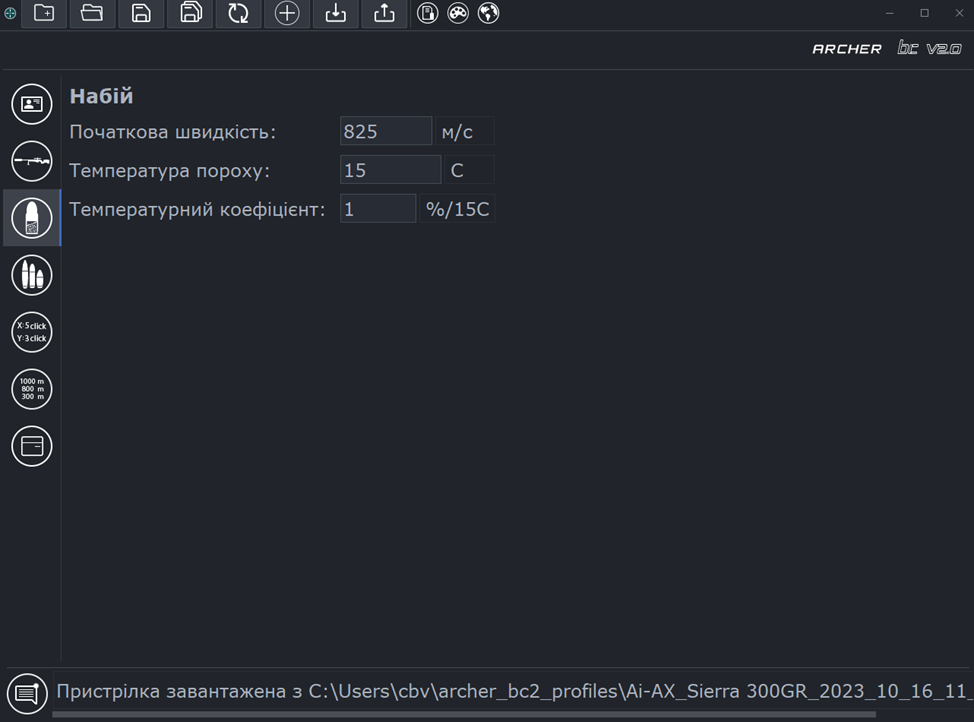 ARCHER bc v2.0
Набій
Початкова швидкість: 825 м/с
Температура пороху: 15 C
Температурний коефіцієнт: 1 %/15C
X:5 click
Y:3 click
1000 m
800 m
300 m
Пристрілка завантажена з C:\Users\cbv\archer_bc2_profiles\Ai-AX_Sierra 300GR_2023_10_16_11_